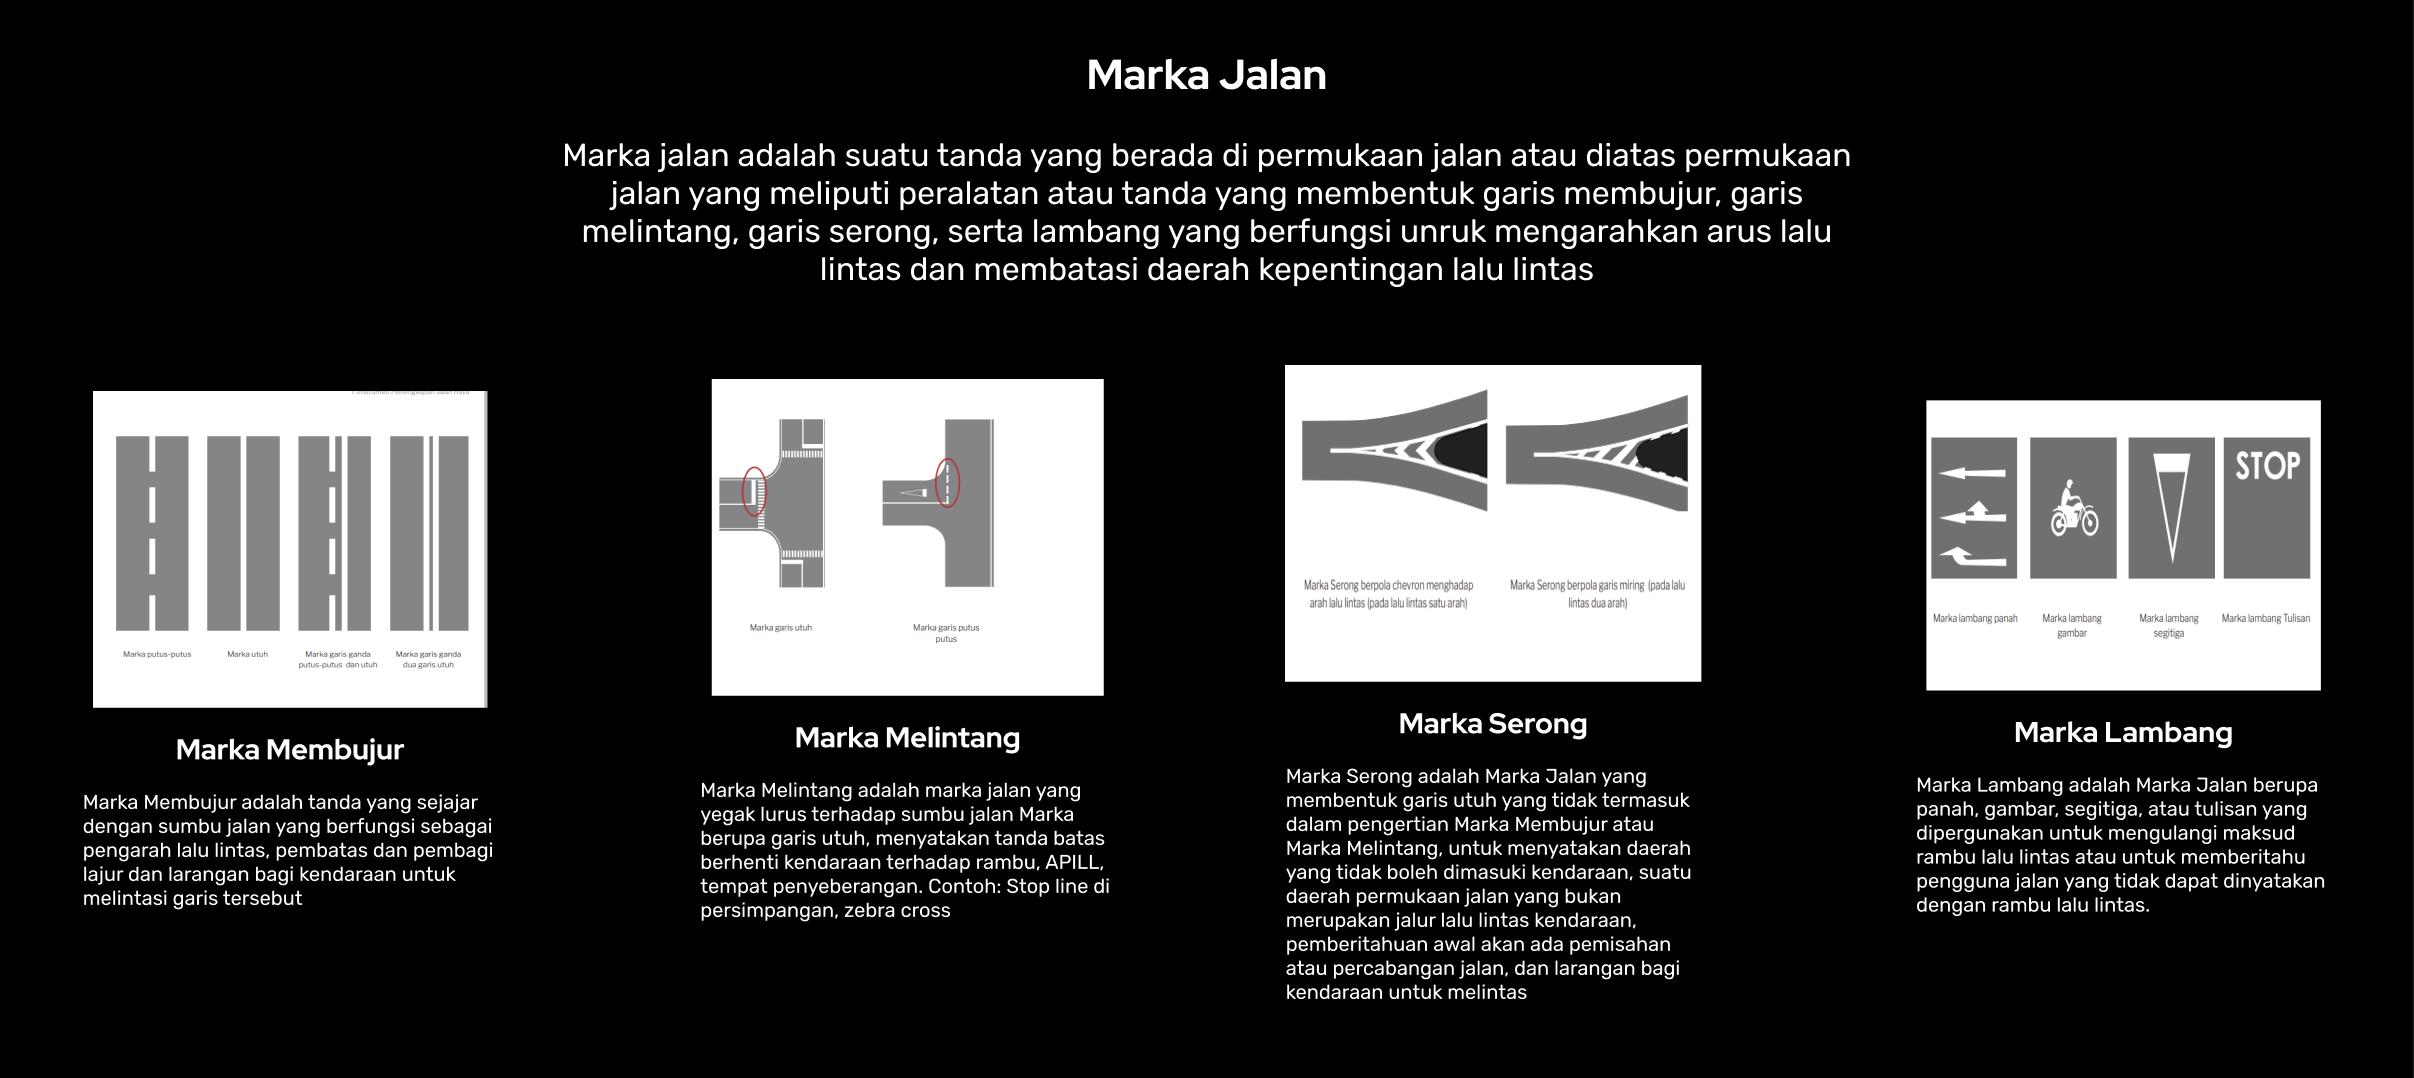 Marka Jalan
Marka jalan adalah suatu tanda yang berada di permukaan jalan atau diatas permukaan
jalan yang meliputi peralatan atau tanda yang membentuk garis membujur, garis
melintang, garis serong, serta lambang yang berfungsi unruk mengarahkan arus lalu
lintas dan membatasi daerah kepentingan lalu lintas
Marka putus-putus
Marka utuh
Marka garis ganda
putus-putus dan utuh
Marka garis ganda
dua garis utuh
Marka Membujur
Marka Membujur adalah tanda yang sejajar
dengan sumbu jalan yang berfungsi sebagai
pengarah lalu lintas, pembatas dan pembagi
lajur dan larangan bagi kendaraan untuk
melintasi garis tersebut
Marka garis utuh
Marka garis putus
putus
Marka Melintang
Marka Melintang adalah marka jalan yang
yegak lurus terhadap sumbu jalan Marka
berupa garis utuh, menyatakan tanda batas
berhenti kendaraan terhadap rambu, APILL,
tempat penyeberangan. Contoh: Stop line di
persimpangan, zebra cross
Marka Serong berpola chevron menghadap
arah lalu lintas (pada lalu lintas satu arah)
Marka Serong berpola garis miring (pada lalu
lintas dua arah)
Marka Serong
Marka Serong adalah Marka Jalan yang
membentuk garis utuh yang tidak termasuk
dalam pengertian Marka Membujur atau
Marka Melintang, untuk menyatakan daerah
yang tidak boleh dimasuki kendaraan, suatu
daerah permukaan jalan yang bukan
merupakan jalur lalu lintas kendaraan,
pemberitahuan awal akan ada pemisahan
atau percabangan jalan, dan larangan bagi
kendaraan untuk melintas
STOP
Marka lambang panah
Marka lambang
gambar
Marka lambang
segitiga
Marka lambang Tulisan
Marka Lambang
Marka Lambang adalah Marka Jalan berupa
panah, gambar, segitiga, atau tulisan yang
dipergunakan untuk mengulangi maksud
rambu lalu lintas atau untuk memberitahu
pengguna jalan yang tidak dapat dinyatakan
dengan rambu lalu lintas.